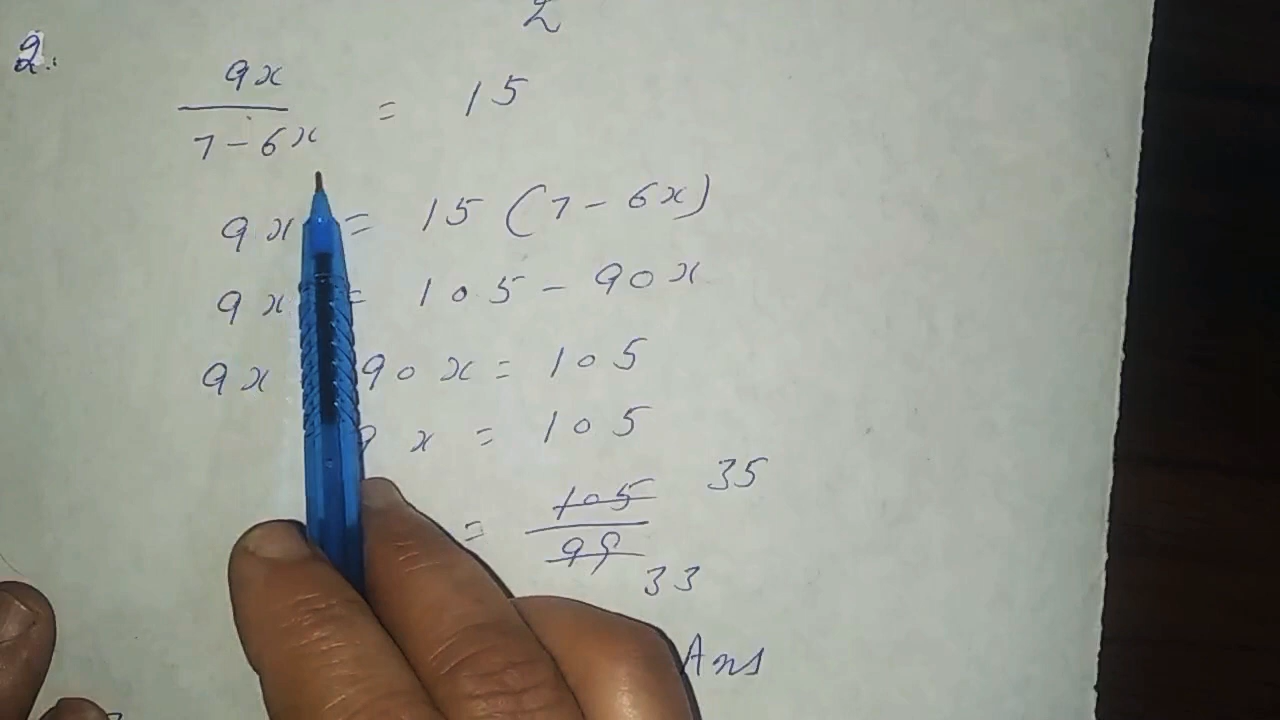 2
2.
9x / 7 - 6x = 15
9x = 15 (7 - 6x)
9x = 105 - 90x
9x 90x = 105
9x = 105
= 105 / 99 35 / 33
Ans